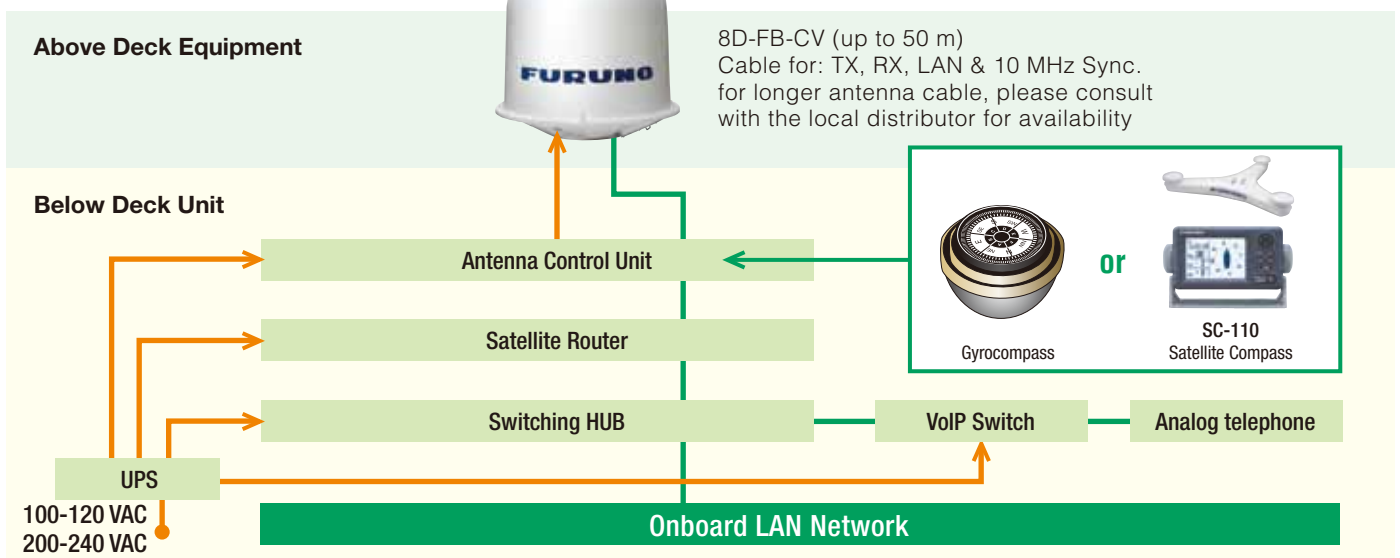 Above Deck Equipment
FURUNO
8D-FB-CV (up to 50 m)
Cable for: TX, RX, LAN & 10 MHz Sync.
for longer antenna cable, please consult
with the local distributor for availability
Below Deck Unit
Antenna Control Unit
or
Satellite Router
Gyrocompass
SC-110
Satellite Compass
Switching HUB
VoIP Switch
Analog telephone
UPS
100-120 VAC
200-240 VAC
Onboard LAN Network